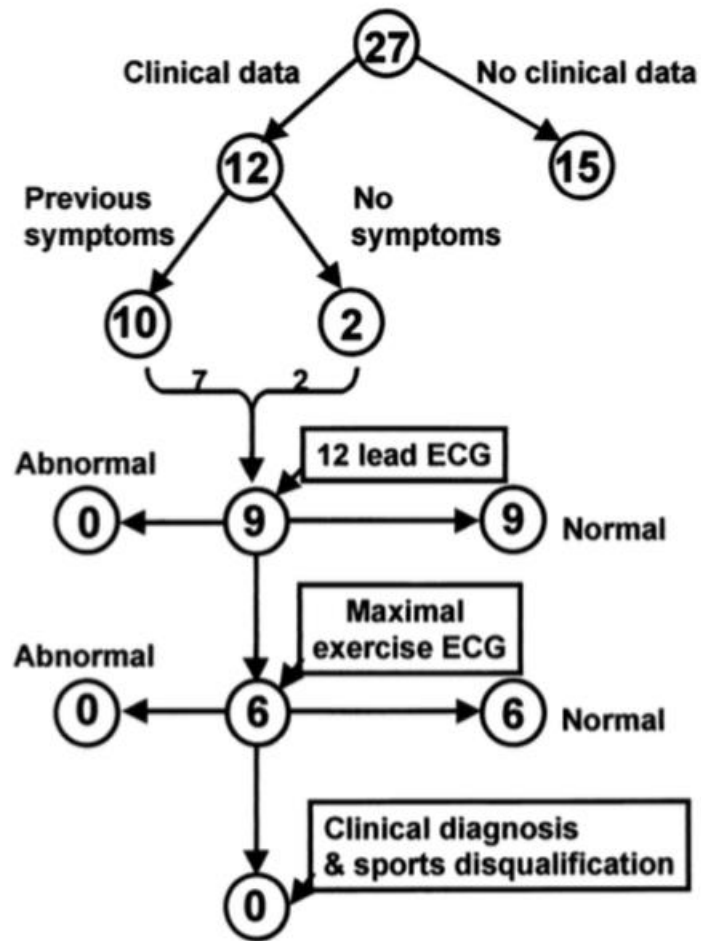 27
Clinical data
No clinical data
12
15
Previous
symptoms
No
symptoms
10
2
7
2
12 lead ECG
Abnormal
0
9
9
Normal
Maximal
exercise ECG
Abnormal
0
6
6
Normal
Clinical diagnosis
& sports disqualification
0